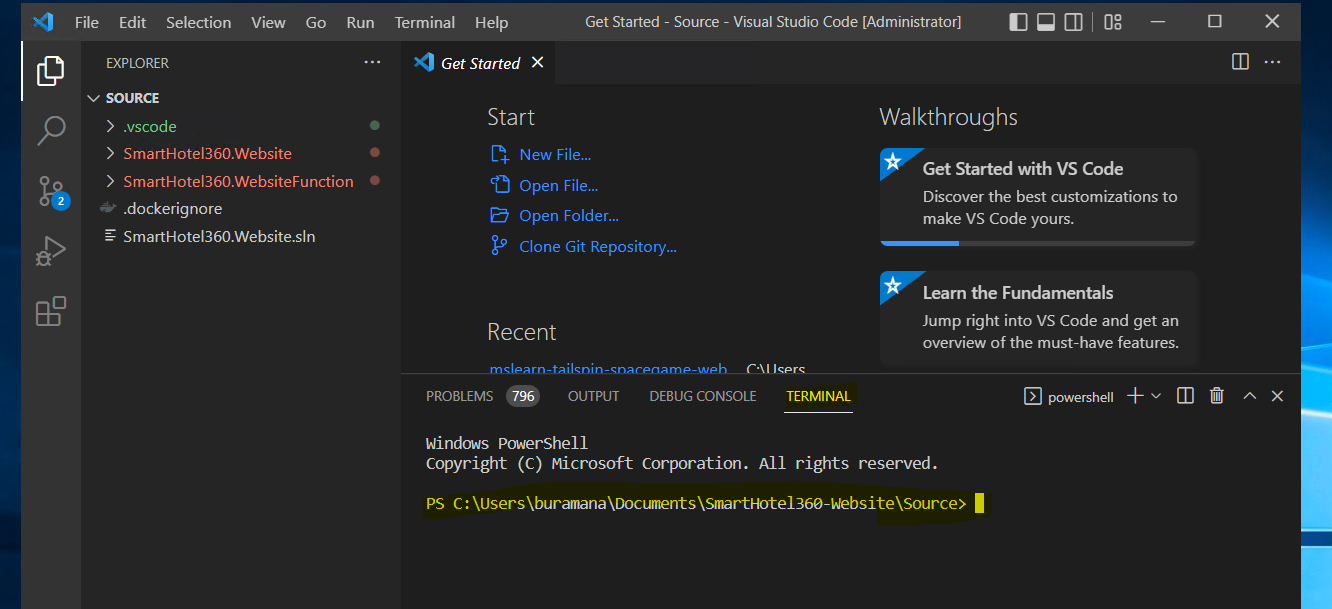 File Edit Selection View Go Run Terminal Help Get Started - Source - Visual Studio Code [Administrator]
EXPLORER
SOURCE
.vscode
SmartHotel360.Website
SmartHotel360.WebsiteFunction
.dockerignore
SmartHotel360.Website.sln
2
Get Started
Start
New File...
Open File...
Open Folder...
Clone Git Repository...
Recent
mslearn-tailspin-spacegame-web C:\Users
Walkthroughs
Get Started with VS Code
Discover the best customizations to
make VS Code yours.
Learn the Fundamentals
Jump right into VS Code and get an
overview of the must-have features.
PROBLEMS 796 OUTPUT DEBUG CONSOLE TERMINAL powershell
Windows PowerShell
Copyright (C) Microsoft Corporation. All rights reserved.
PS C:\Users\buramana\Documents\SmartHotel360-Website\Source>